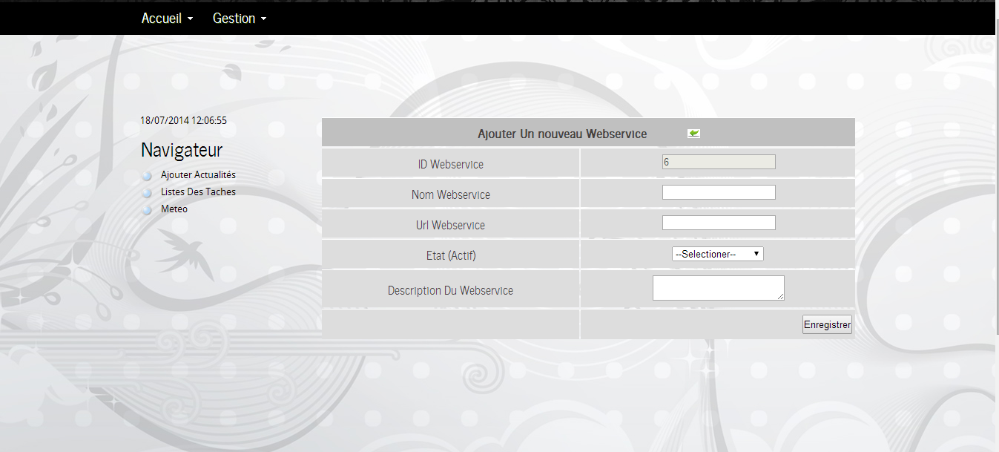 Accueil Gestion
18/07/2014 12:06:55
Navigateur
Ajouter Actualités
Listes Des Taches
Meteo
Ajouter Un nouveau Webservice
ID Webservice 6
Nom Webservice
Url Webservice
Etat (Actif) --Selectioner--
Description Du Webservice
Enregistrer